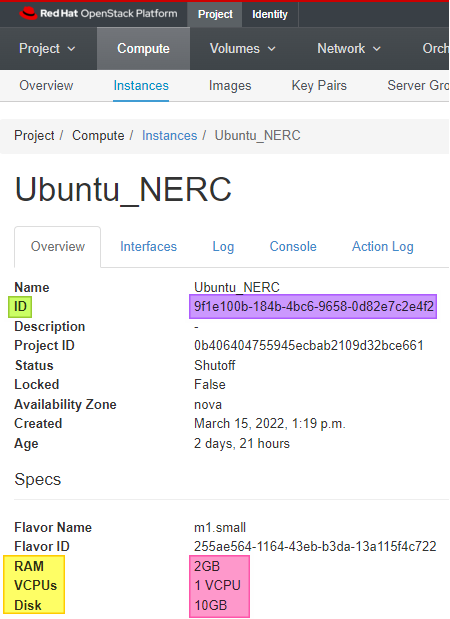 Red Hat OpenStack Platform Project Identity
Project Compute Volumes Network Orch
Overview Instances Images Key Pairs Server Gro
Project / Compute / Instances / Ubuntu_NERC
Ubuntu_NERC
Overview Interfaces Log Console Action Log
Name Ubuntu_NERC
ID 9f1e100b-184b-4bc6-9658-0d82e7c2e4f2
Description -
Project ID 0b406404755945ecbab2109d32bce661
Status Shutoff
Locked False
Availability Zone nova
Created March 15, 2022, 1:19 p.m.
Age 2 days, 21 hours
Specs
Flavor Name m1.small
Flavor ID 255ae564-1164-43eb-b3da-13a115f4c722
RAM 2GB
VCPUs 1 VCPU
Disk 10GB